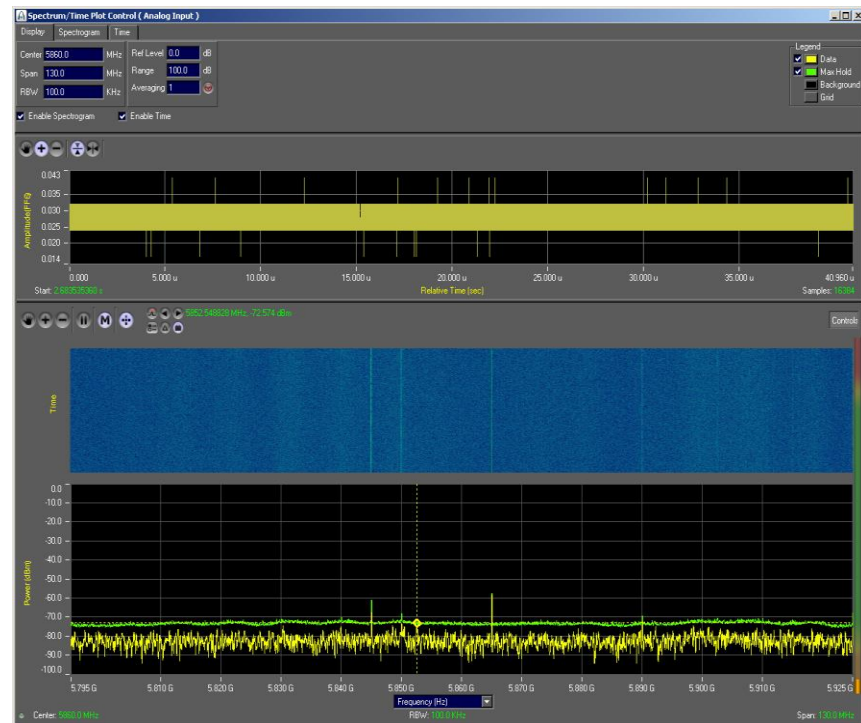 Spectrum/Time Plot Control ( Analog Input )
Display Spectrogram Time
Center 5860.0 MHz Ref Level 0.0 dB
Span 130.0 MHz Range 100.0 dB
RBW 100.0 KHz Averaging 1
Legend
Data
Max Hold
Background
Grid
Enable Spectrogram Enable Time
Amplitude(FFE)
0.043
0.035
0.030
0.025
0.020
0.014
0.000 5.000 u 10.000 u 15.000 u 20.000 u 25.000 u 30.000 u 35.000 u 40.960 u
Start: 2.683535360 s Relative Time (sec) Samples: 16384
M 5852.548828 MHz, -72.574 dBm Controls
Time
Power (dBm)
0.0
-10.0
-20.0
-30.0
-40.0
-50.0
-60.0
-70.0
-80.0
-90.0
-100.0
5.795 G 5.810 G 5.820 G 5.830 G 5.840 G 5.850 G 5.860 G 5.870 G 5.880 G 5.890 G 5.900 G 5.910 G 5.925 G
Frequency (Hz)
Center: 5860.0 MHz RBW: 100.0 KHz Span: 130.0 MHz